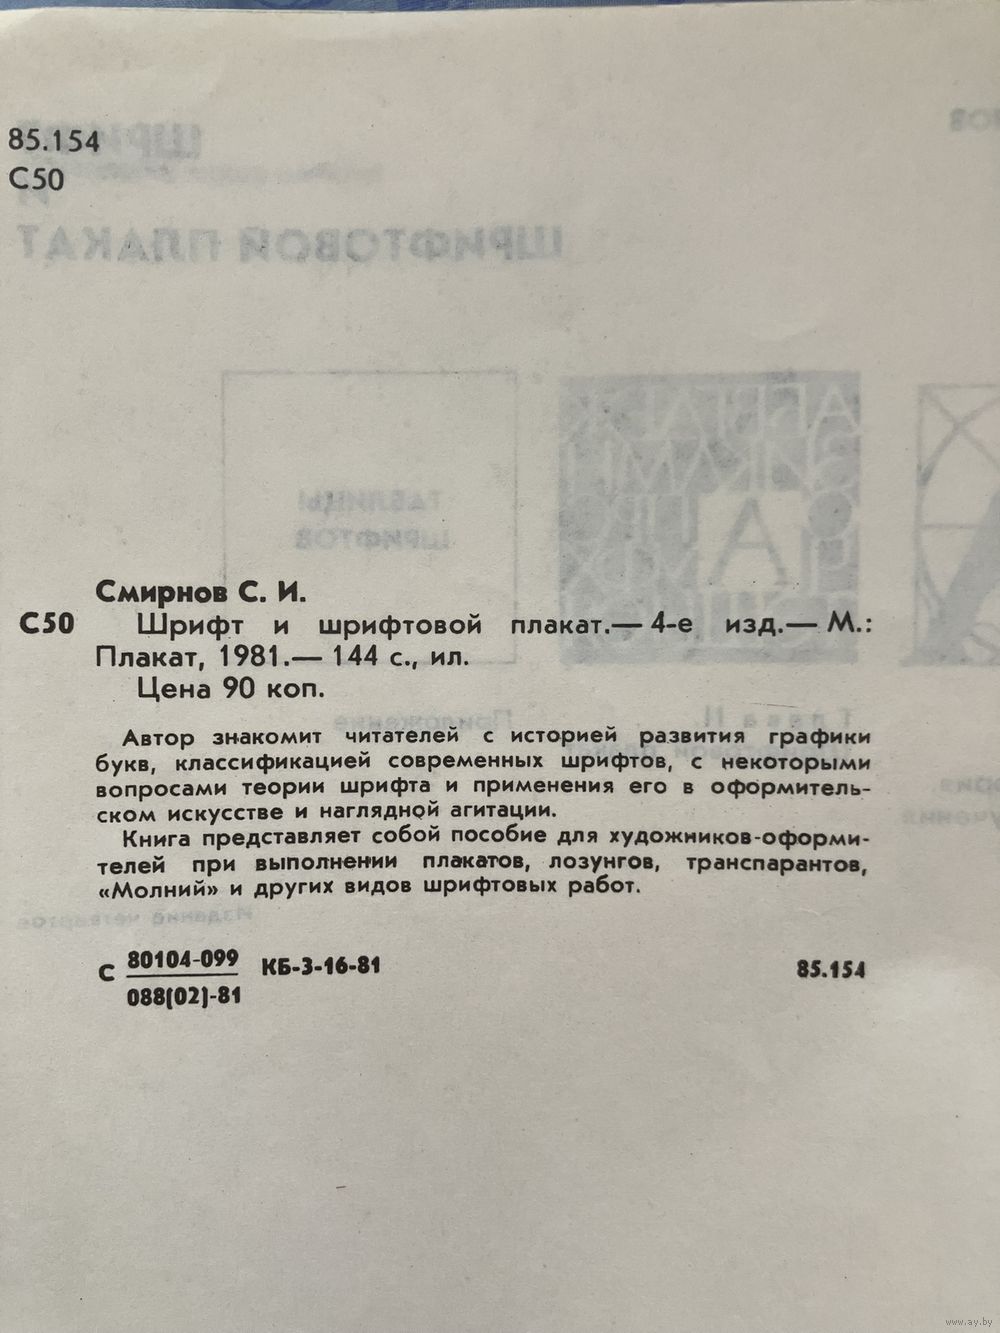 85.154
С50
Смирнов С. И.
С50 Шрифт и шрифтовой плакат.— 4-е изд.— М.:
Плакат, 1981.— 144 с., ил.
Цена 90 коп.
Автор знакомит читателей с историей развития графики
букв, классификацией современных шрифтов, с некоторыми
вопросами теории шрифта и применения его в оформитель-
ском искусстве и наглядной агитации.
Книга представляет собой пособие для художников-оформи-
телей при выполнении плакатов, лозунгов, транспарантов,
«Молний» и других видов шрифтовых работ.
С 80104-099 КБ-3-16-81 85.154
088(02)-81
www.ay.by